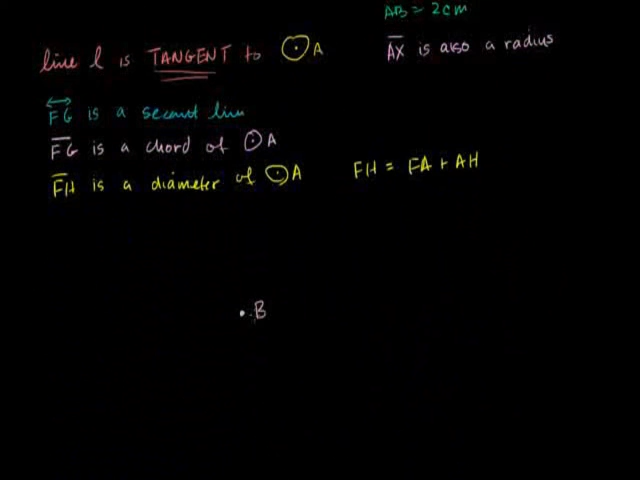 AB = 2cm
line l is TANGENT to ⊙A
AX is also a radius
FG is a secant line
FG is a chord of ⊙A
FH is a diameter of ⊙A
FH = FA + AH
B